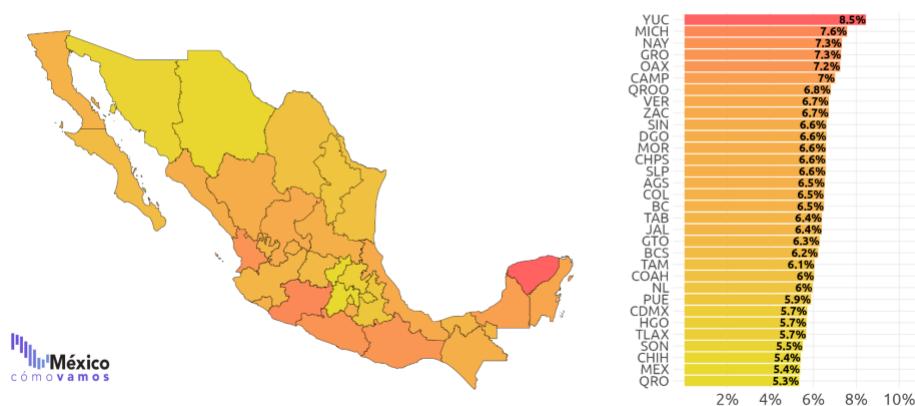 YUC 8.5%
MICH 7.6%
NAY 7.3%
GRO 7.3%
OAX 7.2%
CAMP 7%
QROO 6.8%
VER 6.7%
ZAC 6.7%
SIN 6.6%
DGO 6.6%
MOR 6.6%
CHPS 6.6%
SLP 6.6%
AGS 6.5%
COL 6.5%
BC 6.5%
TAB 6.4%
JAL 6.4%
GTO 6.3%
BCS 6.2%
TAM 6.1%
COAH 6%
NL 6%
PUE 5.9%
CDMX 5.7%
HGO 5.7%
TLAX 5.7%
SON 5.5%
CHIH 5.4%
MEX 5.4%
QRO 5.3%
2% 4% 6% 8% 10%
México
cómovamos